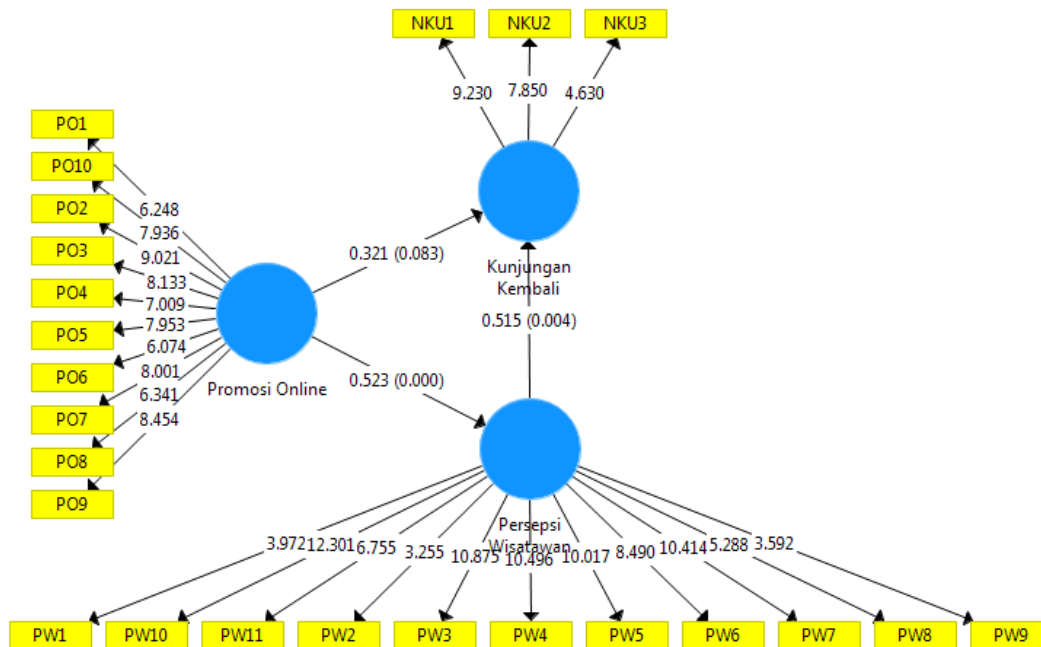 NKU1 NKU2 NKU3
9.230 7.850 4.630
PO1
PO10
PO2
PO3
PO4
PO5
PO6
PO7
PO8
PO9
6.248
7.936
9.021
8.133
7.009
7.953
6.074
8.001
6.341
8.454
0.321 (0.083)
Kunjungan
Kembali
0.515 (0.004)
Promosi Online
0.523 (0.000)
Persepsi
Wisatawan
3.972 12.301 6.755 3.255 10.875 10.496 10.017 8.490 10.414 5.288 3.592
PW1 PW10 PW11 PW2 PW3 PW4 PW5 PW6 PW7 PW8 PW9